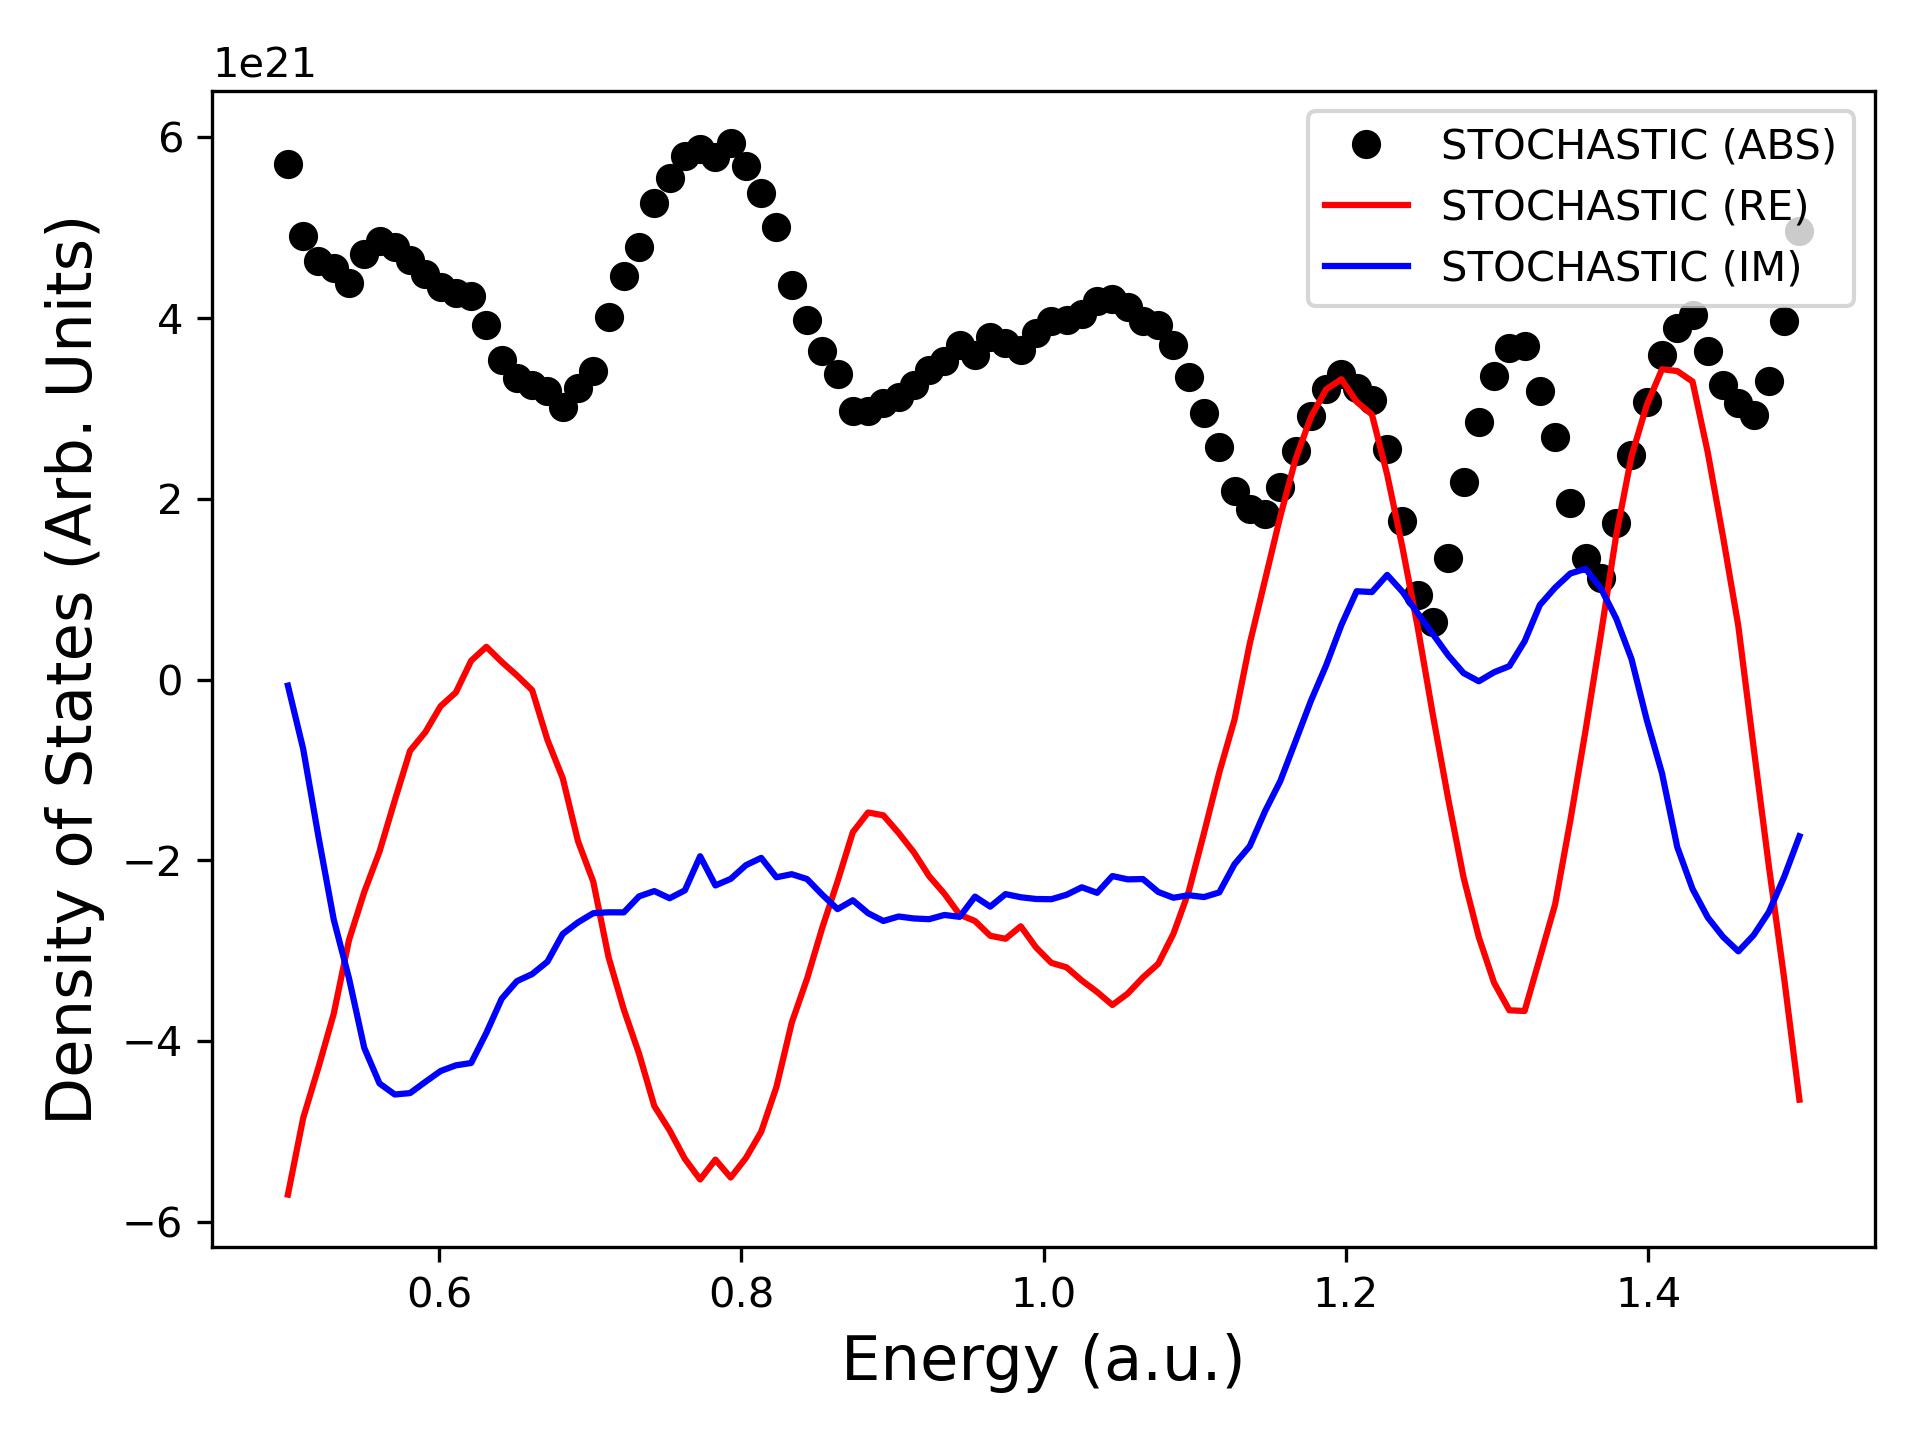 1e21
6
4
2
0
−2
−4
−6
Density of States (Arb. Units)
STOCHASTIC (ABS)
STOCHASTIC (RE)
STOCHASTIC (IM)
0.6 0.8 1.0 1.2 1.4
Energy (a.u.)